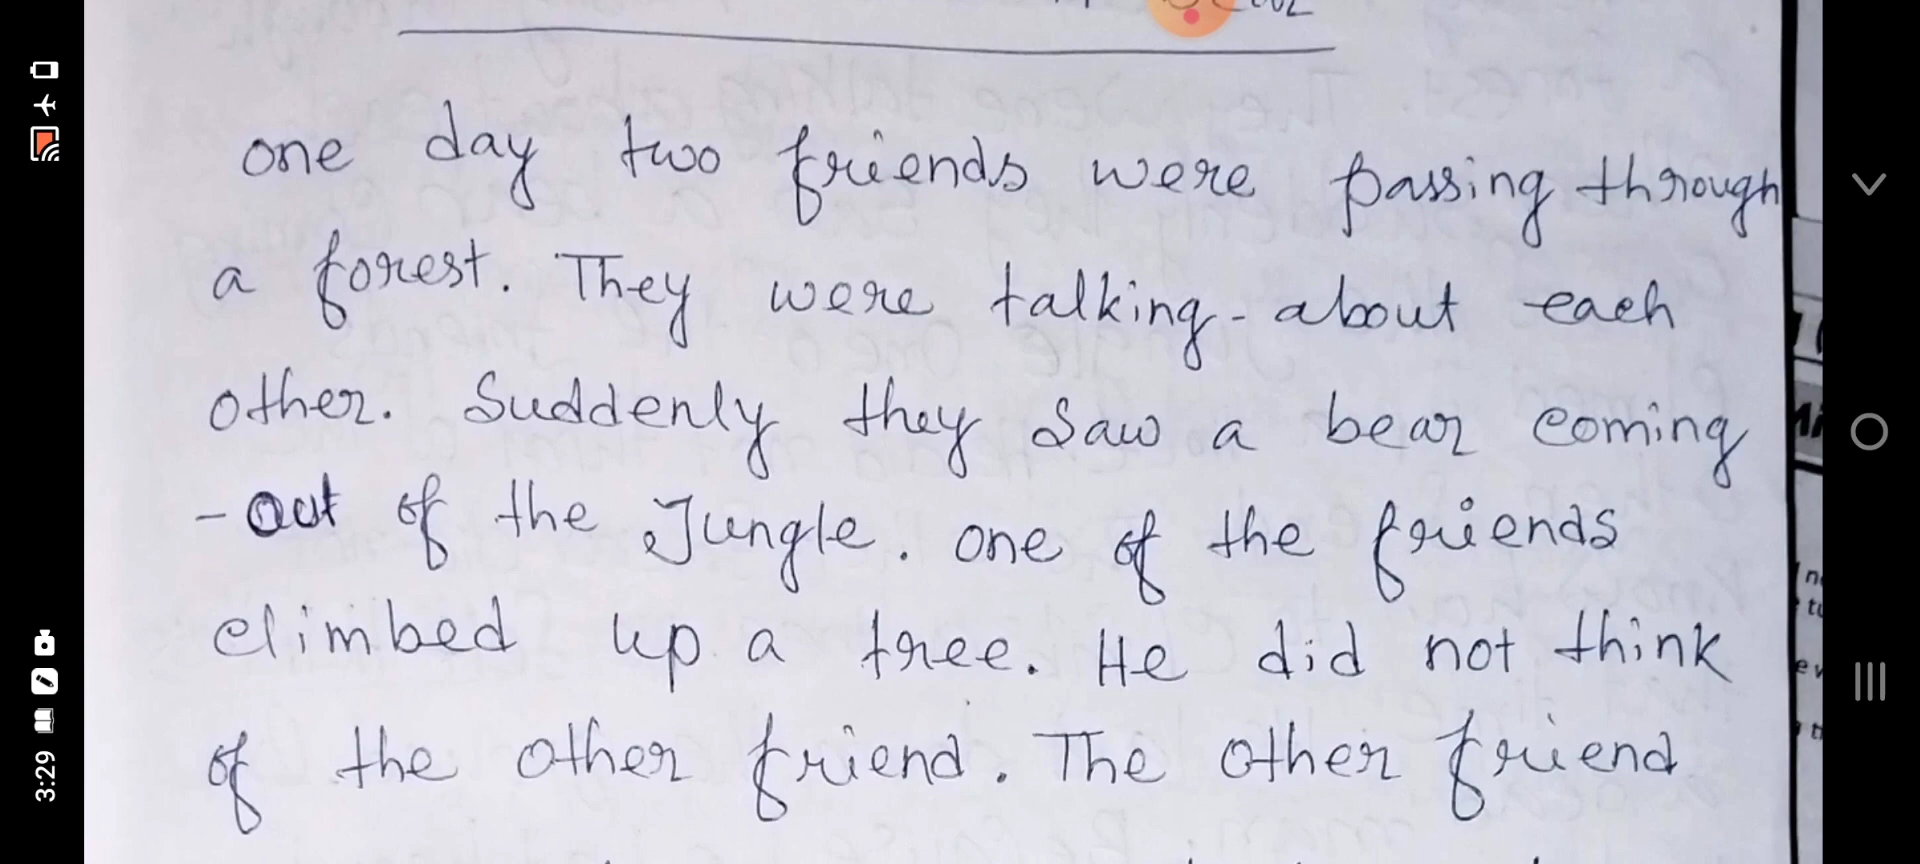 one day two friends were passing through
a forest. They were talking-about each
other. Suddenly they saw a bear coming
-out of the Jungle. one of the friends
climbed up a tree. He did not think
of the other friend. The other friend
3:29